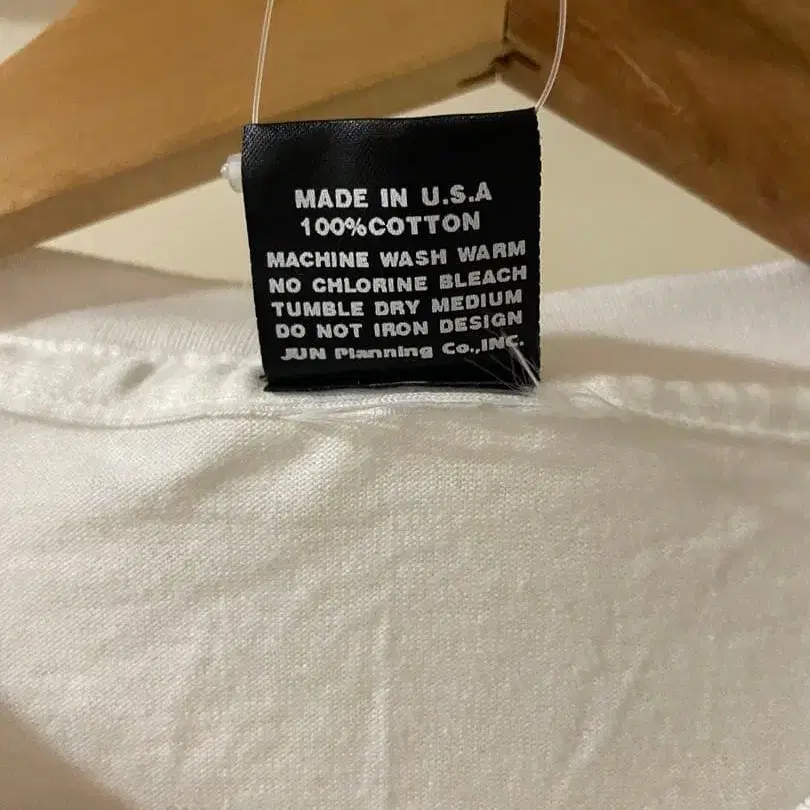 MADE IN U.S.A
100%COTTON
MACHINE WASH WARM
NO CHLORINE BLEACH
TUMBLE DRY MEDIUM
DO NOT IRON DESIGN
JUN Planning Co.,INC.